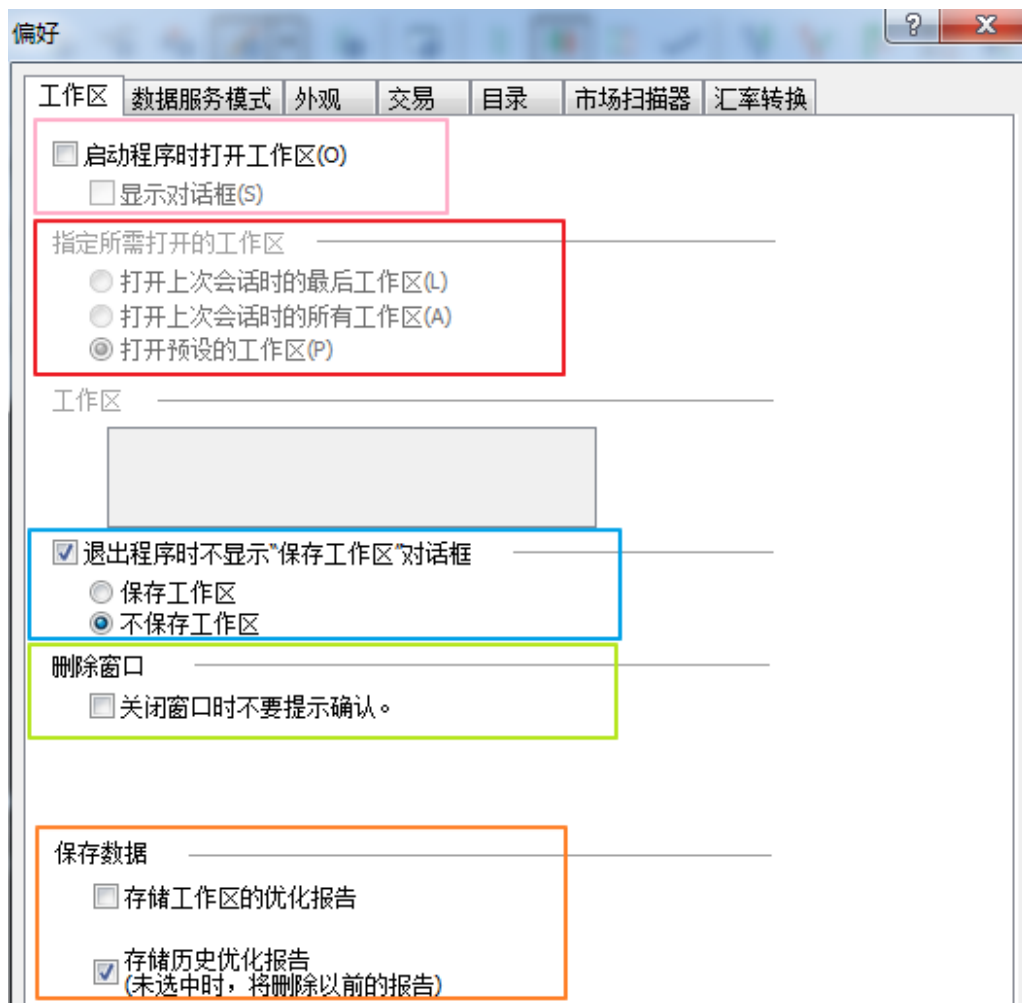 偏好
工作区 数据服务模式 外观 交易 目录 市场扫描器 汇率转换
启动程序时打开工作区(O)
显示对话框(S)
指定所需打开的工作区
打开上次会话时的最后工作区(L)
打开上次会话时的所有工作区(A)
打开预设的工作区(P)
工作区
退出程序时不显示“保存工作区”对话框
保存工作区
不保存工作区
删除窗口
关闭窗口时不要提示确认。
保存数据
存储工作区的优化报告
存储历史优化报告
(未选中时，将删除以前的报告)